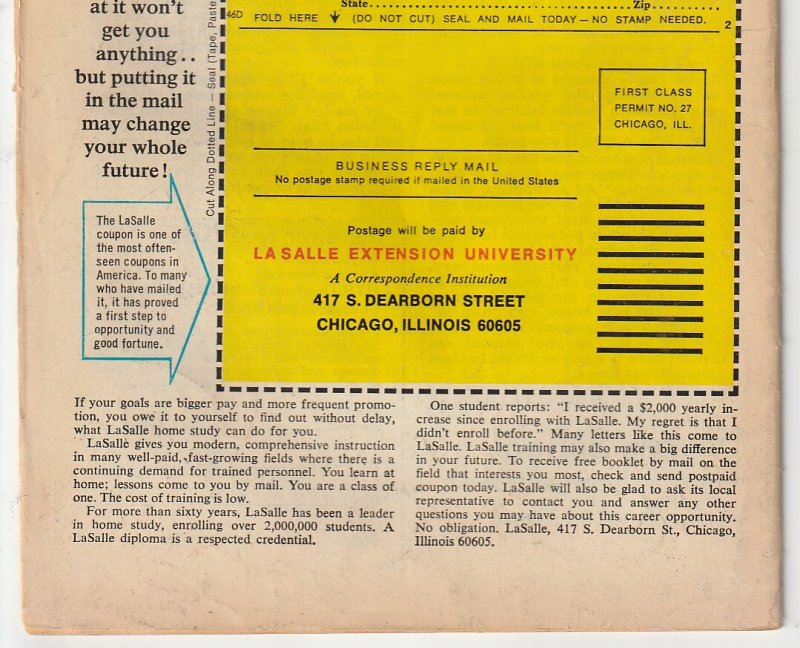 at it won't
get you
anything..
but putting it
in the mail
may change
your whole
future!
The LaSalle
coupon is one of
the most often-
seen coupons in
America. To many
who have mailed
it, it has proved
a first step to
opportunity and
good fortune.
Cut Along Dotted Line — Seal (Tape, Paste
State.......................................Zip..........
46D FOLD HERE (DO NOT CUT) SEAL AND MAIL TODAY—NO STAMP NEEDED. 2
FIRST CLASS
PERMIT NO. 27
CHICAGO, ILL.
BUSINESS REPLY MAIL
No postage stamp required if mailed in the United States
Postage will be paid by
LA SALLE EXTENSION UNIVERSITY
A Correspondence Institution
417 S. DEARBORN STREET
CHICAGO, ILLINOIS 60605
If your goals are bigger pay and more frequent promo-
tion, you owe it to yourself to find out without delay,
what LaSalle home study can do for you.
LaSalle gives you modern, comprehensive instruction
in many well-paid, fast-growing fields where there is a
continuing demand for trained personnel. You learn at
home; lessons come to you by mail. You are a class of
one. The cost of training is low.
For more than sixty years, LaSalle has been a leader
in home study, enrolling over 2,000,000 students. A
LaSalle diploma is a respected credential.
One student reports: "I received a $2,000 yearly in-
crease since enrolling with LaSalle. My regret is that I
didn't enroll before." Many letters like this come to
LaSalle. LaSalle training may also make a big difference
in your future. To receive free booklet by mail on the
field that interests you most, check and send postpaid
coupon today. LaSalle will also be glad to ask its local
representative to contact you and answer any other
questions you may have about this career opportunity.
No obligation. LaSalle, 417 S. Dearborn St., Chicago,
Illinois 60605.